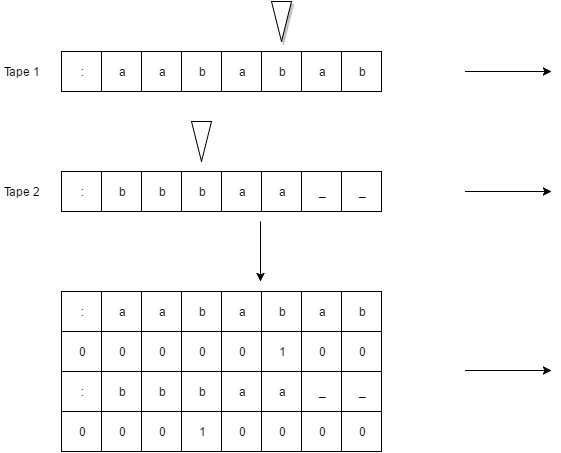 Tape 1 : a a b a b a b
Tape 2 : b b b a a _ _
: a a b a b a b
0 0 0 0 0 1 0 0
: b b b a a _ _
0 0 0 1 0 0 0 0